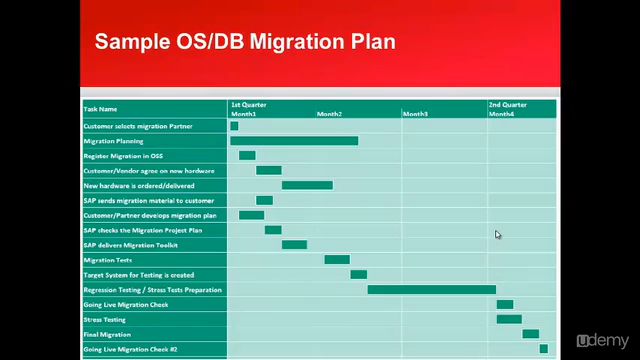 Sample OS/DB Migration Plan
Task Name
1st Quarter
2nd Quarter
Month1
Month2
Month3
Month4
Customer selects migration Partner
Migration Planning
Register Migration in OSS
Customer/Vendor agree on now hardware
New hardware is ordered/delivered
SAP sends migration material to customer
Customer/Partner develops migration plan
SAP checks the Migration Project Plan
SAP delivers Migration Toolkit
Migration Tests
Target System for Testing is created
Regression Testing / Stress Tests Preparation
Going Live Migration Check
Stress Testing
Final Migration
Going Live Migration Check #2
udemy